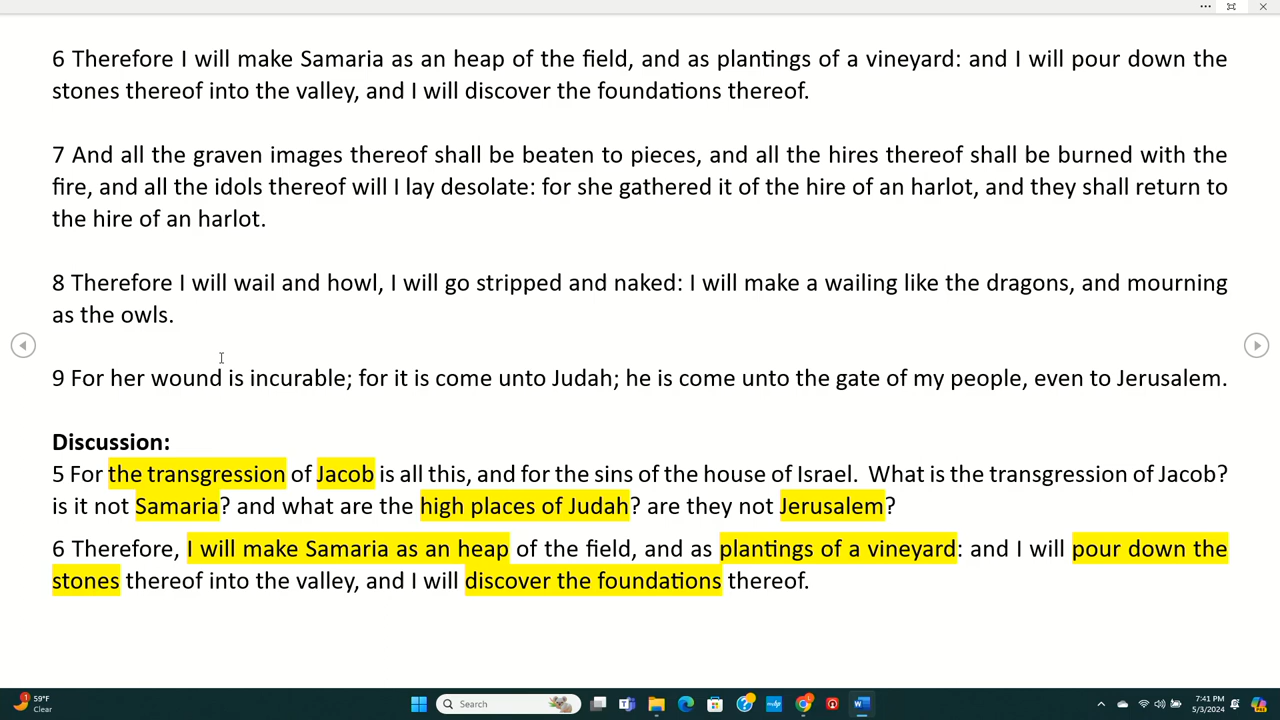 6 Therefore I will make Samaria as an heap of the field, and as plantings of a vineyard: and I will pour down the
stones thereof into the valley, and I will discover the foundations thereof.
7 And all the graven images thereof shall be beaten to pieces, and all the hires thereof shall be burned with the
fire, and all the idols thereof will I lay desolate: for she gathered it of the hire of an harlot, and they shall return to
the hire of an harlot.
8 Therefore I will wail and howl, I will go stripped and naked: I will make a wailing like the dragons, and mourning
as the owls.
9 For her wound is incurable; for it is come unto Judah; he is come unto the gate of my people, even to Jerusalem.
Discussion:
5 For the transgression of Jacob is all this, and for the sins of the house of Israel.  What is the transgression of Jacob?
is it not Samaria? and what are the high places of Judah? are they not Jerusalem?
6 Therefore, I will make Samaria as an heap of the field, and as plantings of a vineyard: and I will pour down the
stones thereof into the valley, and I will discover the foundations thereof.
1
59°F
Clear
Search
7:41 PM
5/3/2024